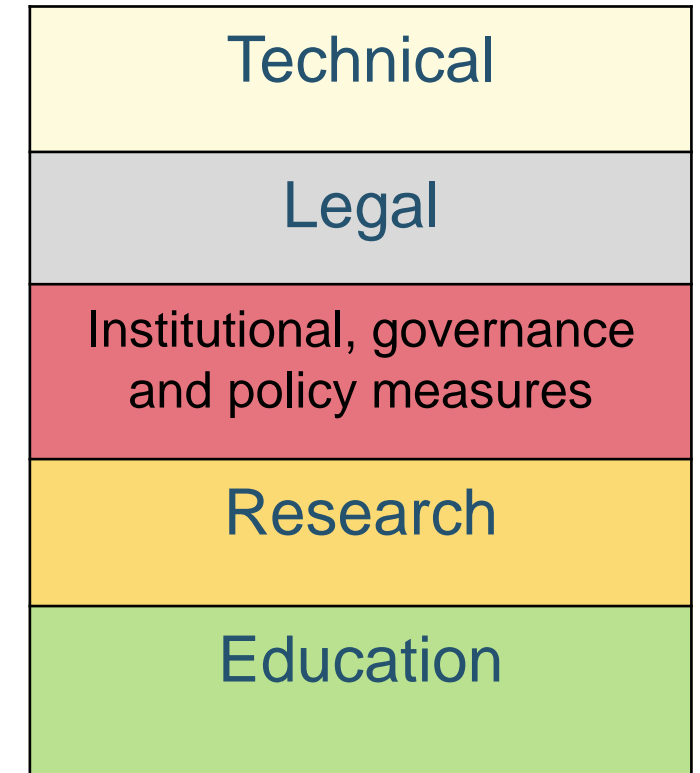 Technical
Legal
Institutional, governance
and policy measures
Research
Education